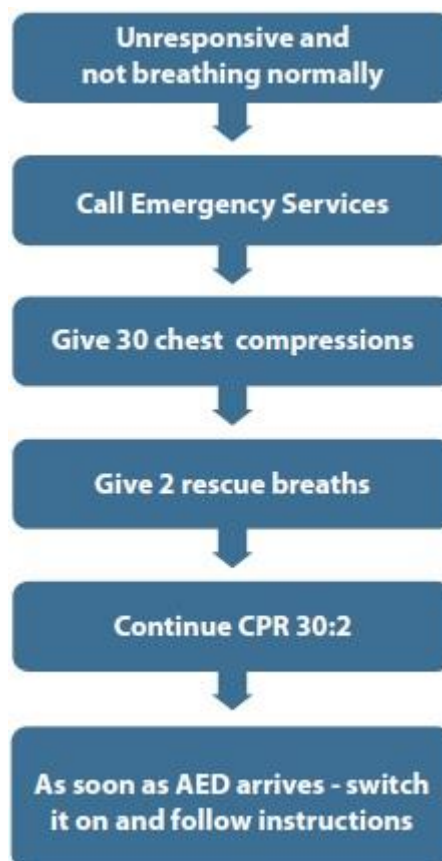 Unresponsive and
not breathing normally
Call Emergency Services
Give 30 chest compressions
Give 2 rescue breaths
Continue CPR 30:2
As soon as AED arrives - switch
it on and follow instructions